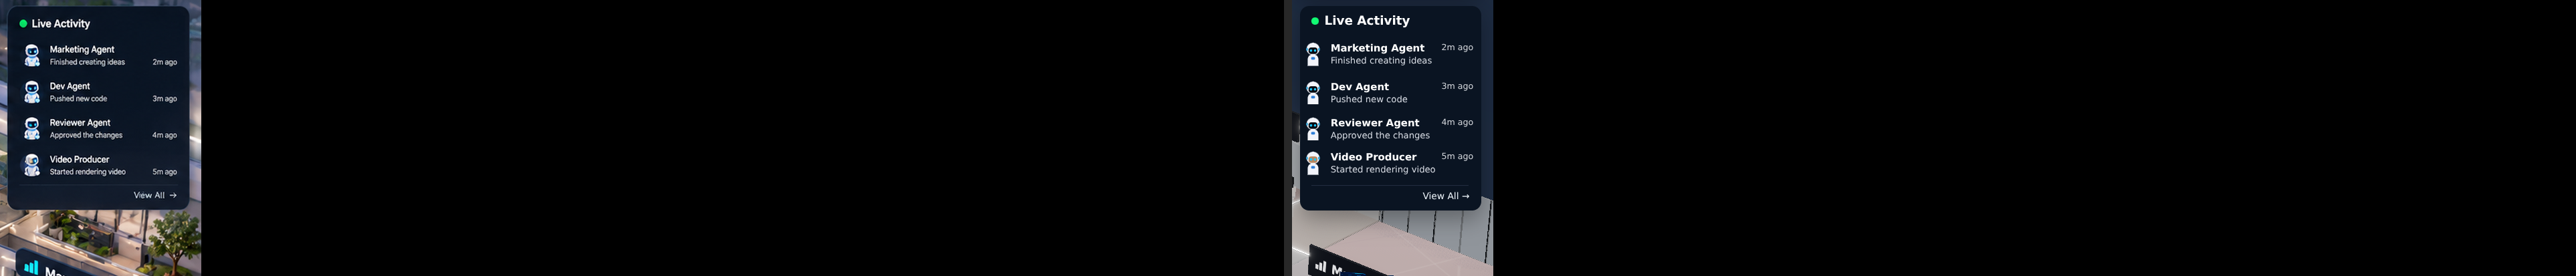 Live Activity
Marketing Agent
Finished creating ideas 2m ago
Dev Agent
Pushed new code 3m ago
Reviewer Agent
Approved the changes 4m ago
Video Producer
Started rendering video 5m ago
View All →
Live Activity
Marketing Agent 2m ago
Finished creating ideas
Dev Agent 3m ago
Pushed new code
Reviewer Agent 4m ago
Approved the changes
Video Producer 5m ago
Started rendering video
View All →